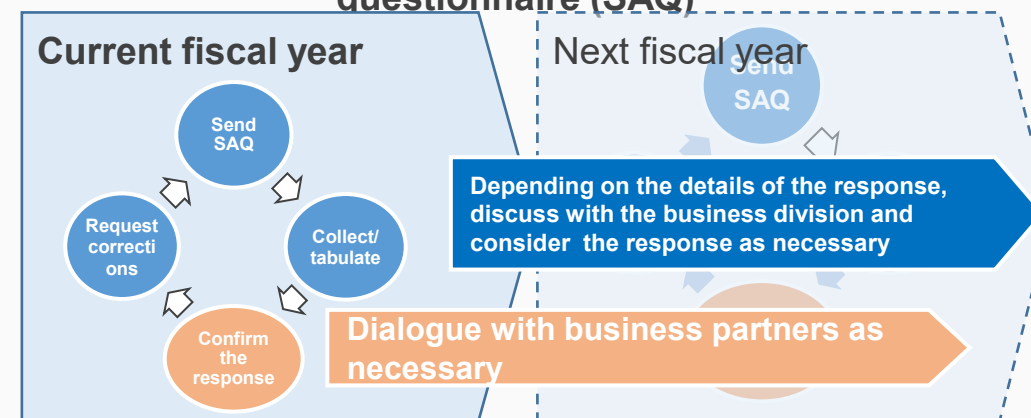 questionnaire (SAQ)
Current fiscal year
Next fiscal year
Send
SAQ
Send
SAQ
Depending on the details of the response,
discuss with the business division and
consider the response as necessary
Request
correcti
ons
Collect/
tabulate
Confirm
the
response
Dialogue with business partners as
necessary